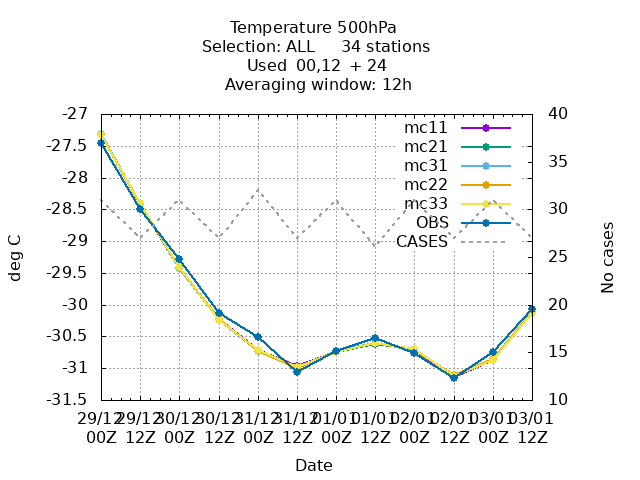 Temperature 500hPa
Selection: ALL 34 stations
Used 00,12 + 24
Averaging window: 12h
-27
-27.5
-28
-28.5
-29
-29.5
-30
-30.5
-31
-31.5
deg C
40
35
30
25
20
15
10
No cases
mc11
mc21
mc31
mc22
mc33
OBS
CASES
29/12 29/12 30/12 30/12 31/12 31/12 01/01 01/01 02/01 02/01 03/01 03/01
00Z 12Z 00Z 12Z 00Z 12Z 00Z 12Z 00Z 12Z 00Z 12Z
Date